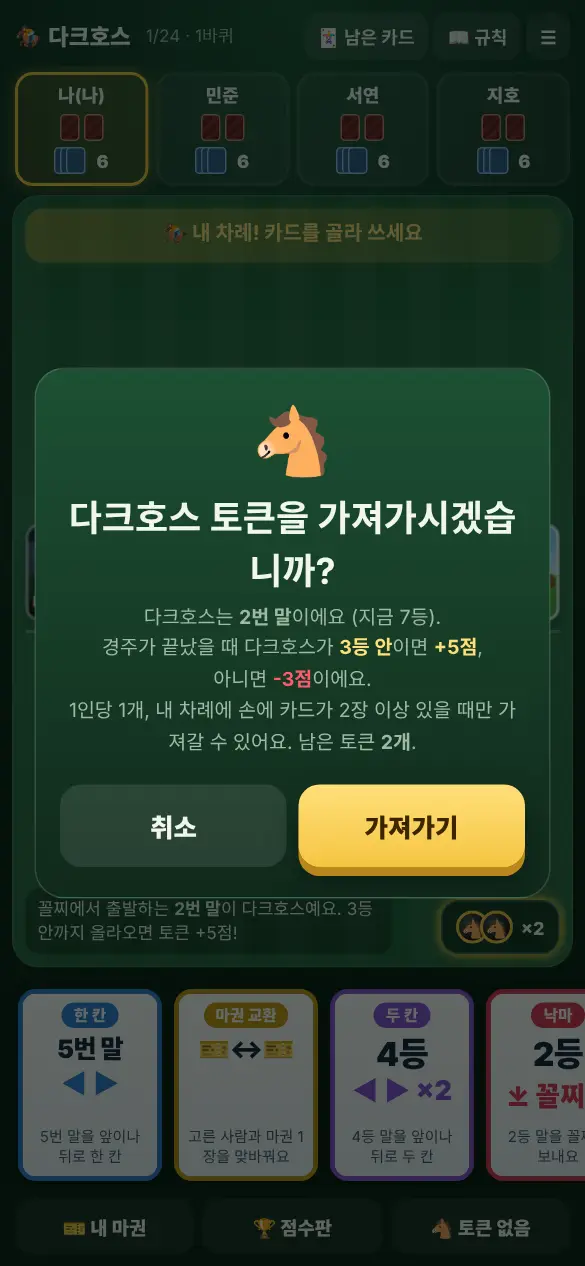 다크호스 1/24 · 1바퀴 남은 카드 규칙
나(나) 민준 서연 지호
6 6 6 6
내 차례! 카드를 골라 쓰세요
다크호스 토큰을 가져가시겠습
니까?
다크호스는 2번 말이에요 (지금 7등).
경주가 끝났을 때 다크호스가 3등 안이면 +5점,
아니면 -3점이에요.
1인당 1개, 내 차례에 손에 카드가 2장 이상 있을 때만 가
져갈 수 있어요. 남은 토큰 2개.
취소 가져가기
꼴찌에서 출발하는 2번 말이 다크호스예요. 3등
안까지 올라오면 토큰 +5점!
×2
한 칸
5번 말
5번 말을 앞이나
뒤로 한 칸
마권 교환
고른 사람과 마권 1
장을 맞바꿔요
두 칸
4등
×2
4등 말을 앞이나
뒤로 두 칸
낙마
2등
꼴찌
2등 말을 꼴찌
보내요
내 마권 점수판 토큰 없음